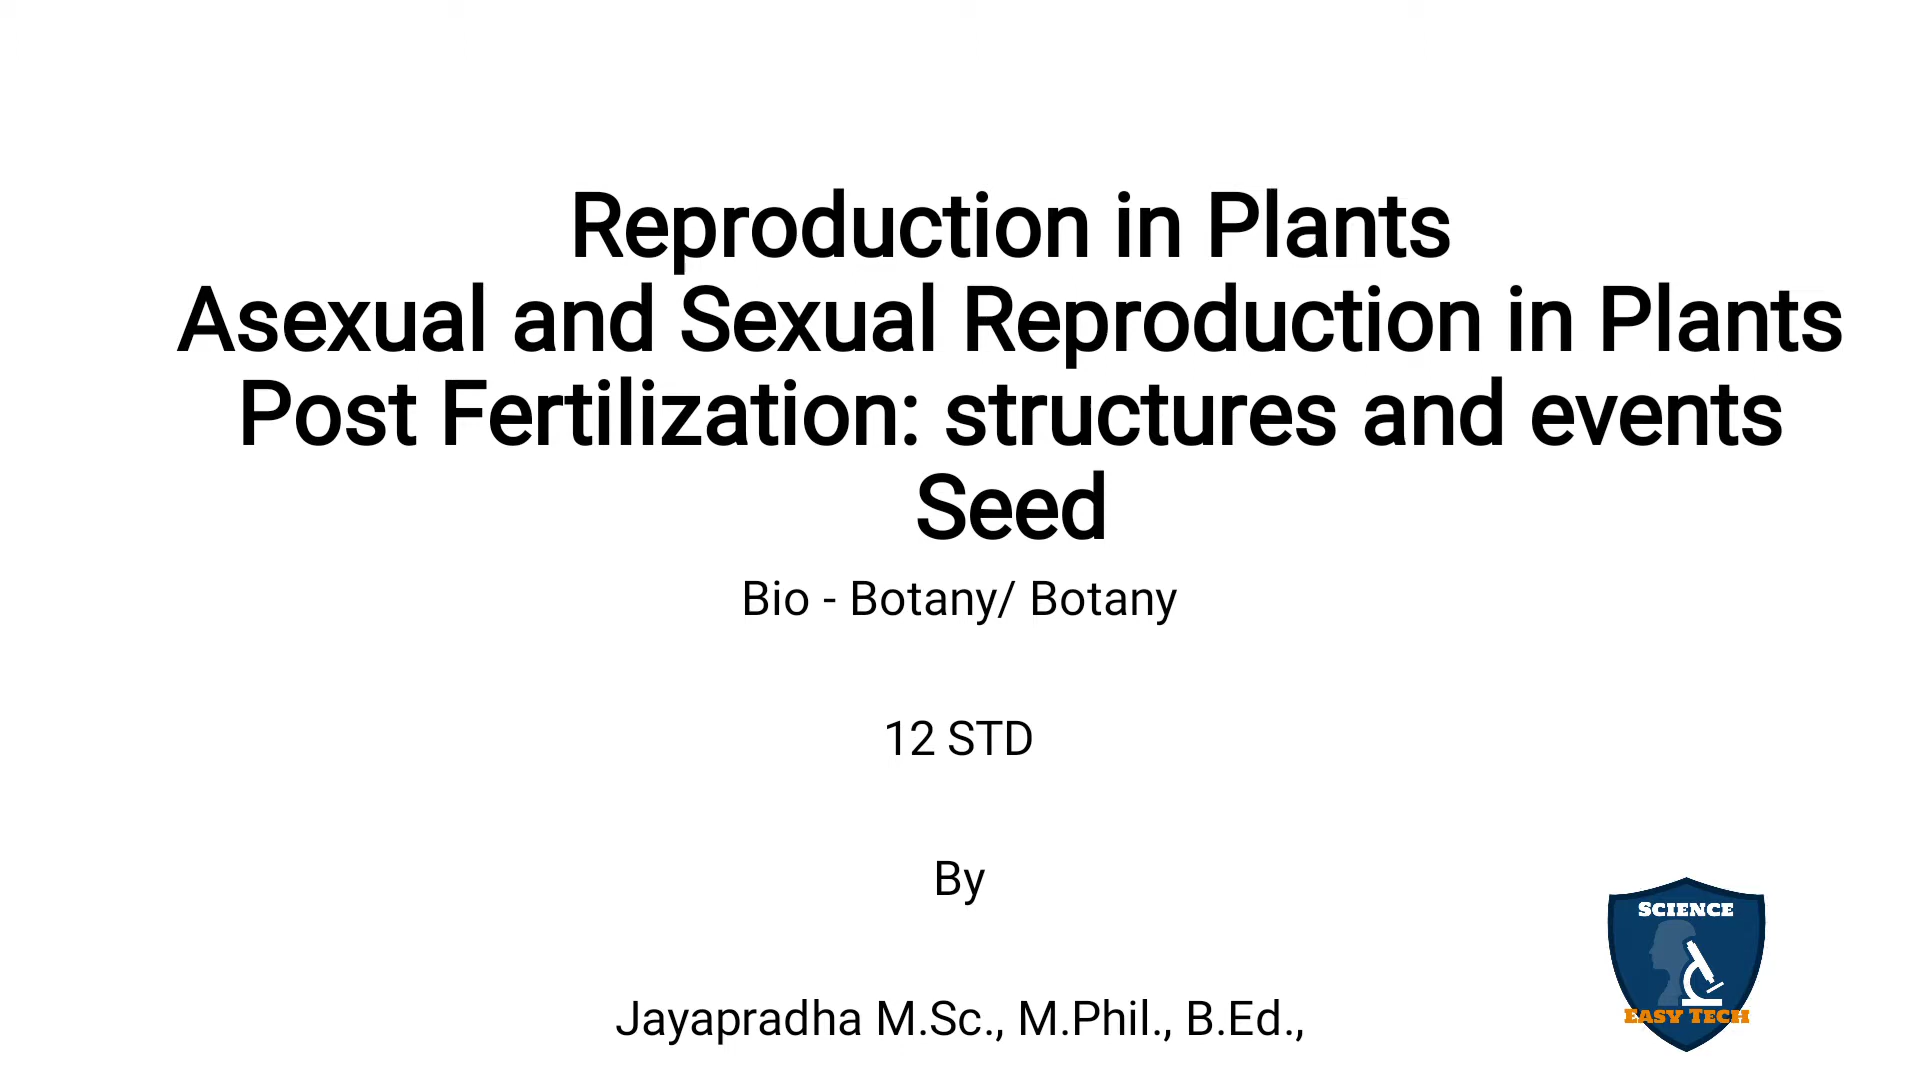 Reproduction in Plants
Asexual and Sexual Reproduction in Plants
Post Fertilization: structures and events
Seed
Bio - Botany/ Botany
12 STD
By
Jayapradha M.Sc., M.Phil., B.Ed.,
SCIENCE
EASY TECH